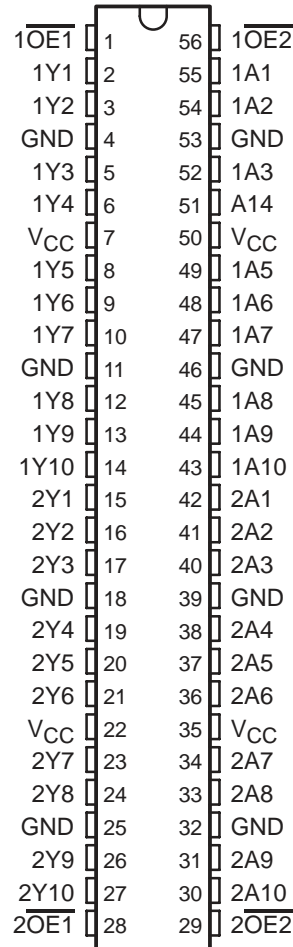 1OE1 1 56 1OE2
1Y1 2 55 1A1
1Y2 3 54 1A2
GND 4 53 GND
1Y3 5 52 1A3
1Y4 6 51 A14
VCC 7 50 VCC
1Y5 8 49 1A5
1Y6 9 48 1A6
1Y7 10 47 1A7
GND 11 46 GND
1Y8 12 45 1A8
1Y9 13 44 1A9
1Y10 14 43 1A10
2Y1 15 42 2A1
2Y2 16 41 2A2
2Y3 17 40 2A3
GND 18 39 GND
2Y4 19 38 2A4
2Y5 20 37 2A5
2Y6 21 36 2A6
VCC 22 35 VCC
2Y7 23 34 2A7
2Y8 24 33 2A8
GND 25 32 GND
2Y9 26 31 2A9
2Y10 27 30 2A10
2OE1 28 29 2OE2